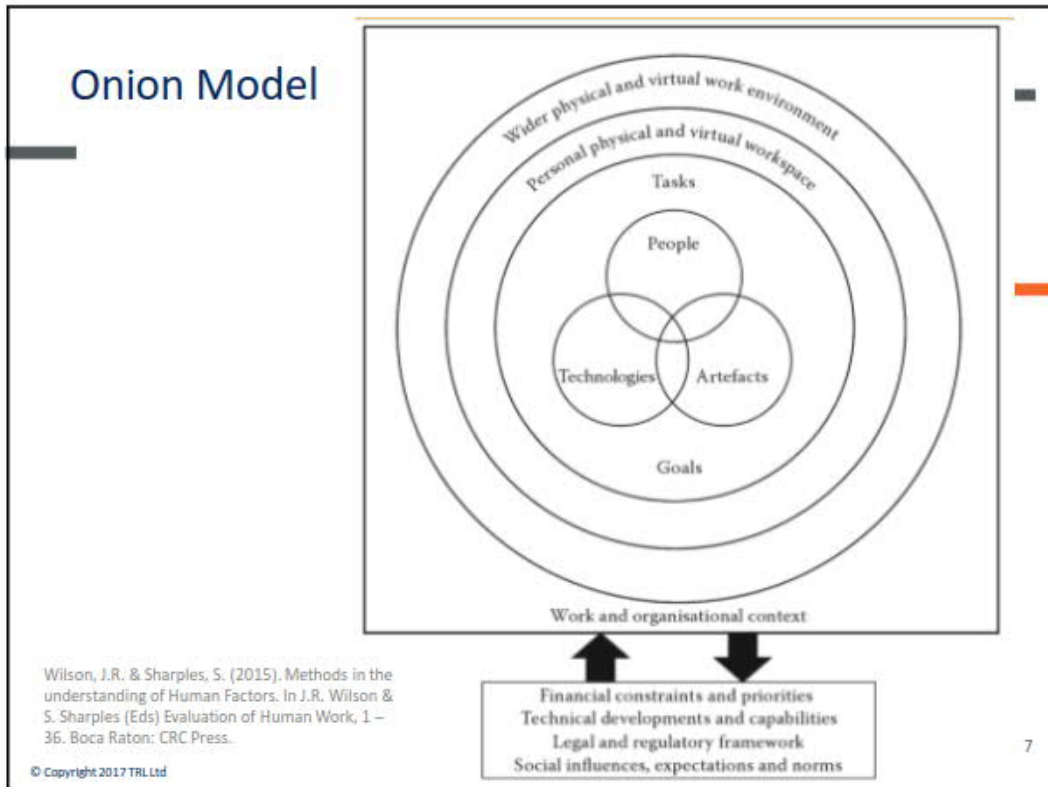 Onion Model
Wider physical and virtual work environment
Personal physical and virtual workspace
Tasks
People
Technologies
Artefacts
Goals
Work and organisational context
Financial constraints and priorities
Technical developments and capabilities
Legal and regulatory framework
Social influences, expectations and norms
Wilson, J.R. & Sharples, S. (2015). Methods in the
understanding of Human Factors. In J.R. Wilson &
S. Sharples (Eds) Evaluation of Human Work, 1 –
36. Boca Raton: CRC Press.
© Copyright 2017 TRL Ltd
7